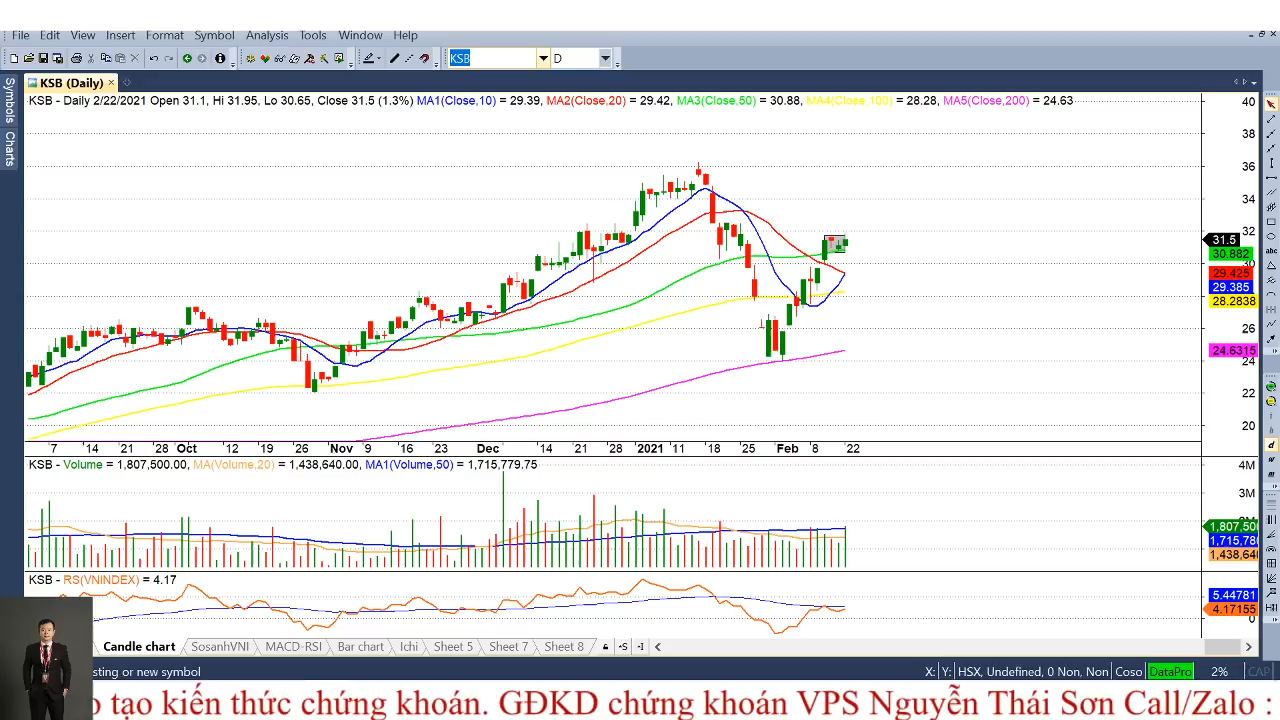 File Edit View Insert Format Symbol Analysis Tools Window Help
KSB D
KSB (Daily)
Symbols
Charts
KSB - Daily 2/22/2021 Open 31.1, Hi 31.95, Lo 30.65, Close 31.5 (1.3%) MA1(Close,10) = 29.39, MA2(Close,20) = 29.42, MA3(Close,50) = 30.88, MA4(Close,100) = 28.28, MA5(Close,200) = 24.63
40
38
36
34
32
31.5
30.882
30
29.425
29.385
28.2838
26
24.6315
24
22
20
7 14 21 28 Oct 12 19 26 Nov 9 16 23 Dec 14 21 28 2021 11 18 25 Feb 8 22
KSB - Volume = 1,807,500.00, MA(Volume,20) = 1,438,640.00, MA1(Volume,50) = 1,715,779.75
4M
3M
1,807,500
1,715,780
1,438,640
KSB - RS(VNINDEX) = 4.17
5.44781
4.17155
0
Candle chart SosanhVNI MACD-RSI Bar chart Ichi Sheet 5 Sheet 7 Sheet 8
sting or new symbol X: Y: HSX, Undefined, 0 Non, Non Coso DataPro 2% CAP
tạo kiến thức chứng khoán. GĐKD chứng khoán VPS Nguyễn Thái Sơn Call/Zalo :